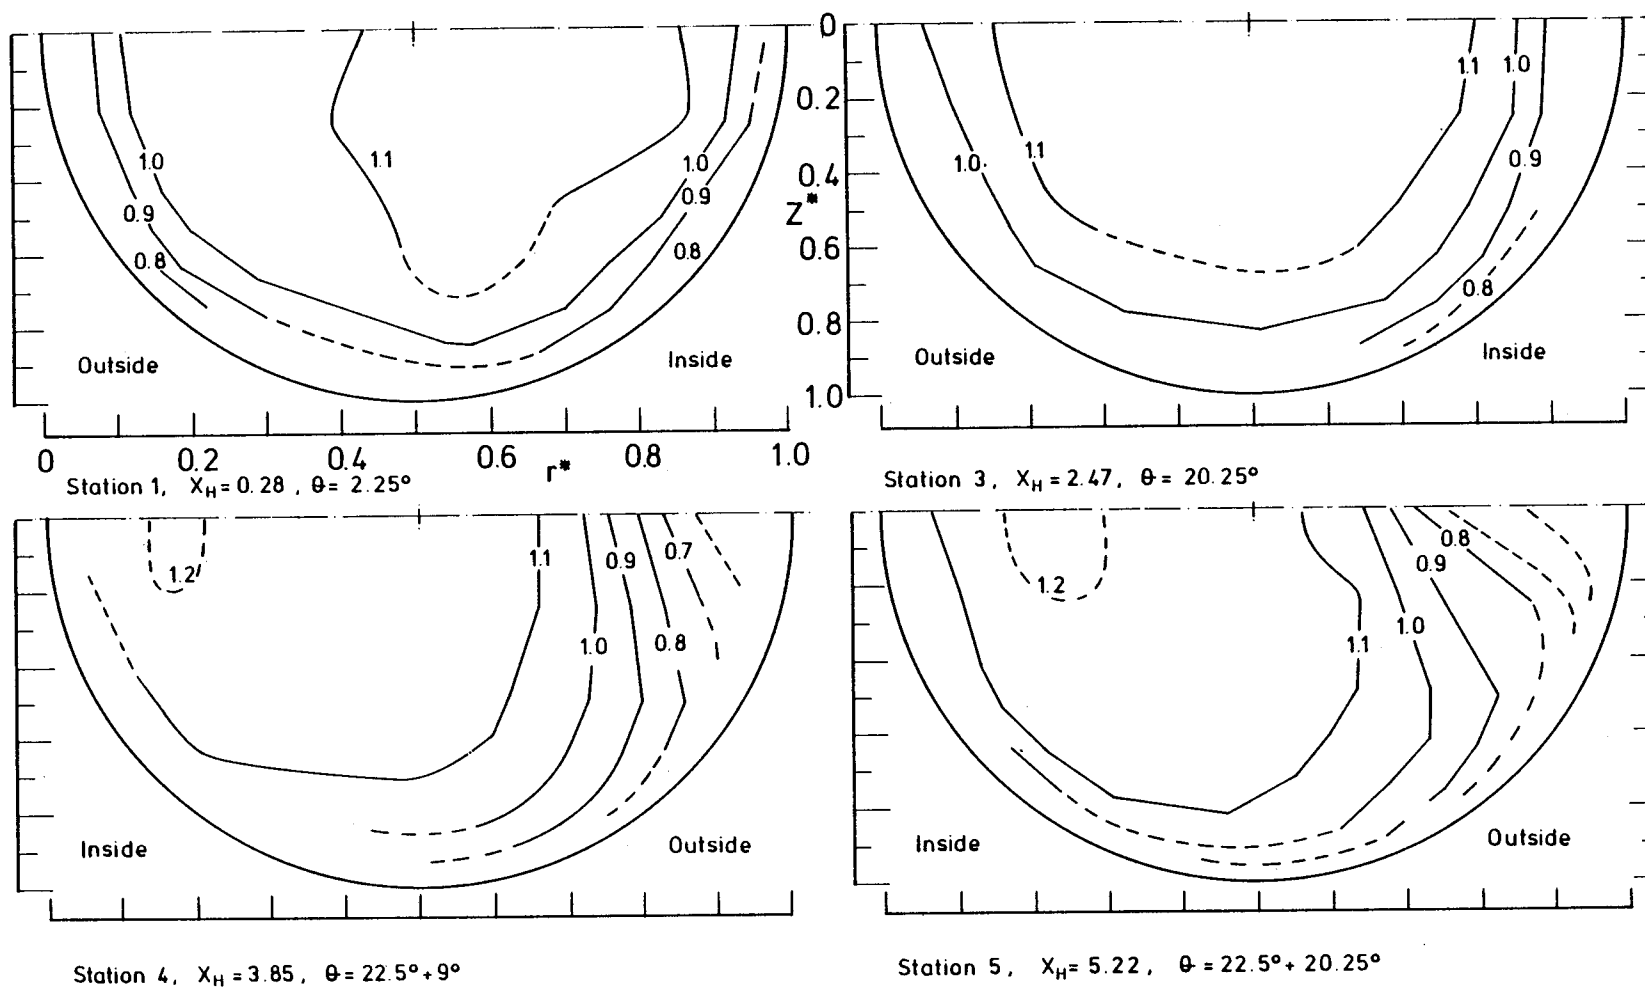 1.1
1.0
1.0
0.9
0.9
0.8
0.8
Outside
Inside
0 0.2 0.4 0.6 0.8 1.0
r*
Station 1, X_H = 0.28, θ = 2.25°
0
0.2
0.4
Z*
0.6
0.8
1.0
1.1
1.0
1.0.
1.1
0.9
0.8
Outside
Inside
Station 3, X_H = 2.47, θ = 20.25°
1.2
1.1
0.9
0.7
1.0
0.8
Inside
Outside
Station 4, X_H = 3.85, θ = 22.5° + 9°
1.2
0.8
0.9
1.0
1.1
Inside
Outside
Station 5, X_H = 5.22, θ = 22.5° + 20.25°